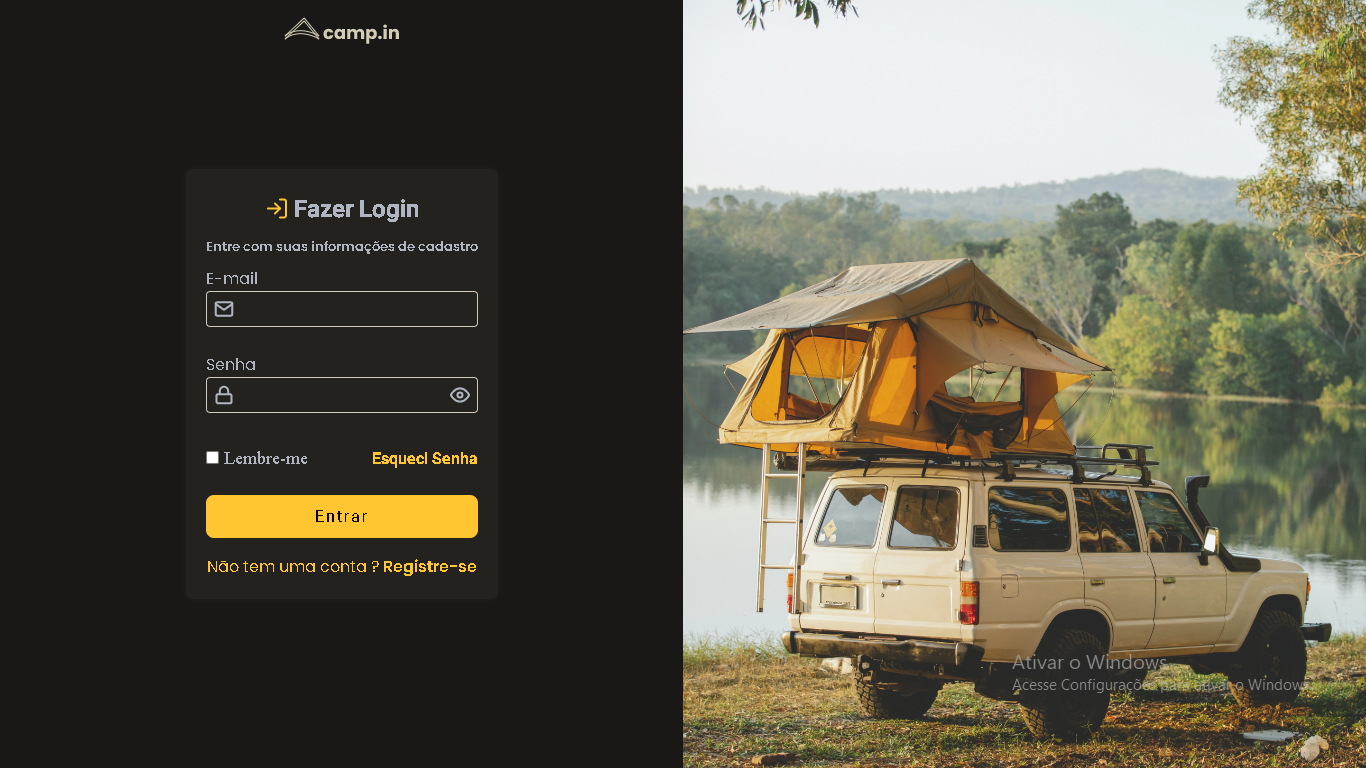 camp.in
Fazer Login
Entre com suas informações de cadastro
E-mail
Senha
Lembre-me
Esqueci Senha
Entrar
Não tem uma conta ? Registre-se
Ativar o Windows
Acesse Configurações para ativar o Windows.